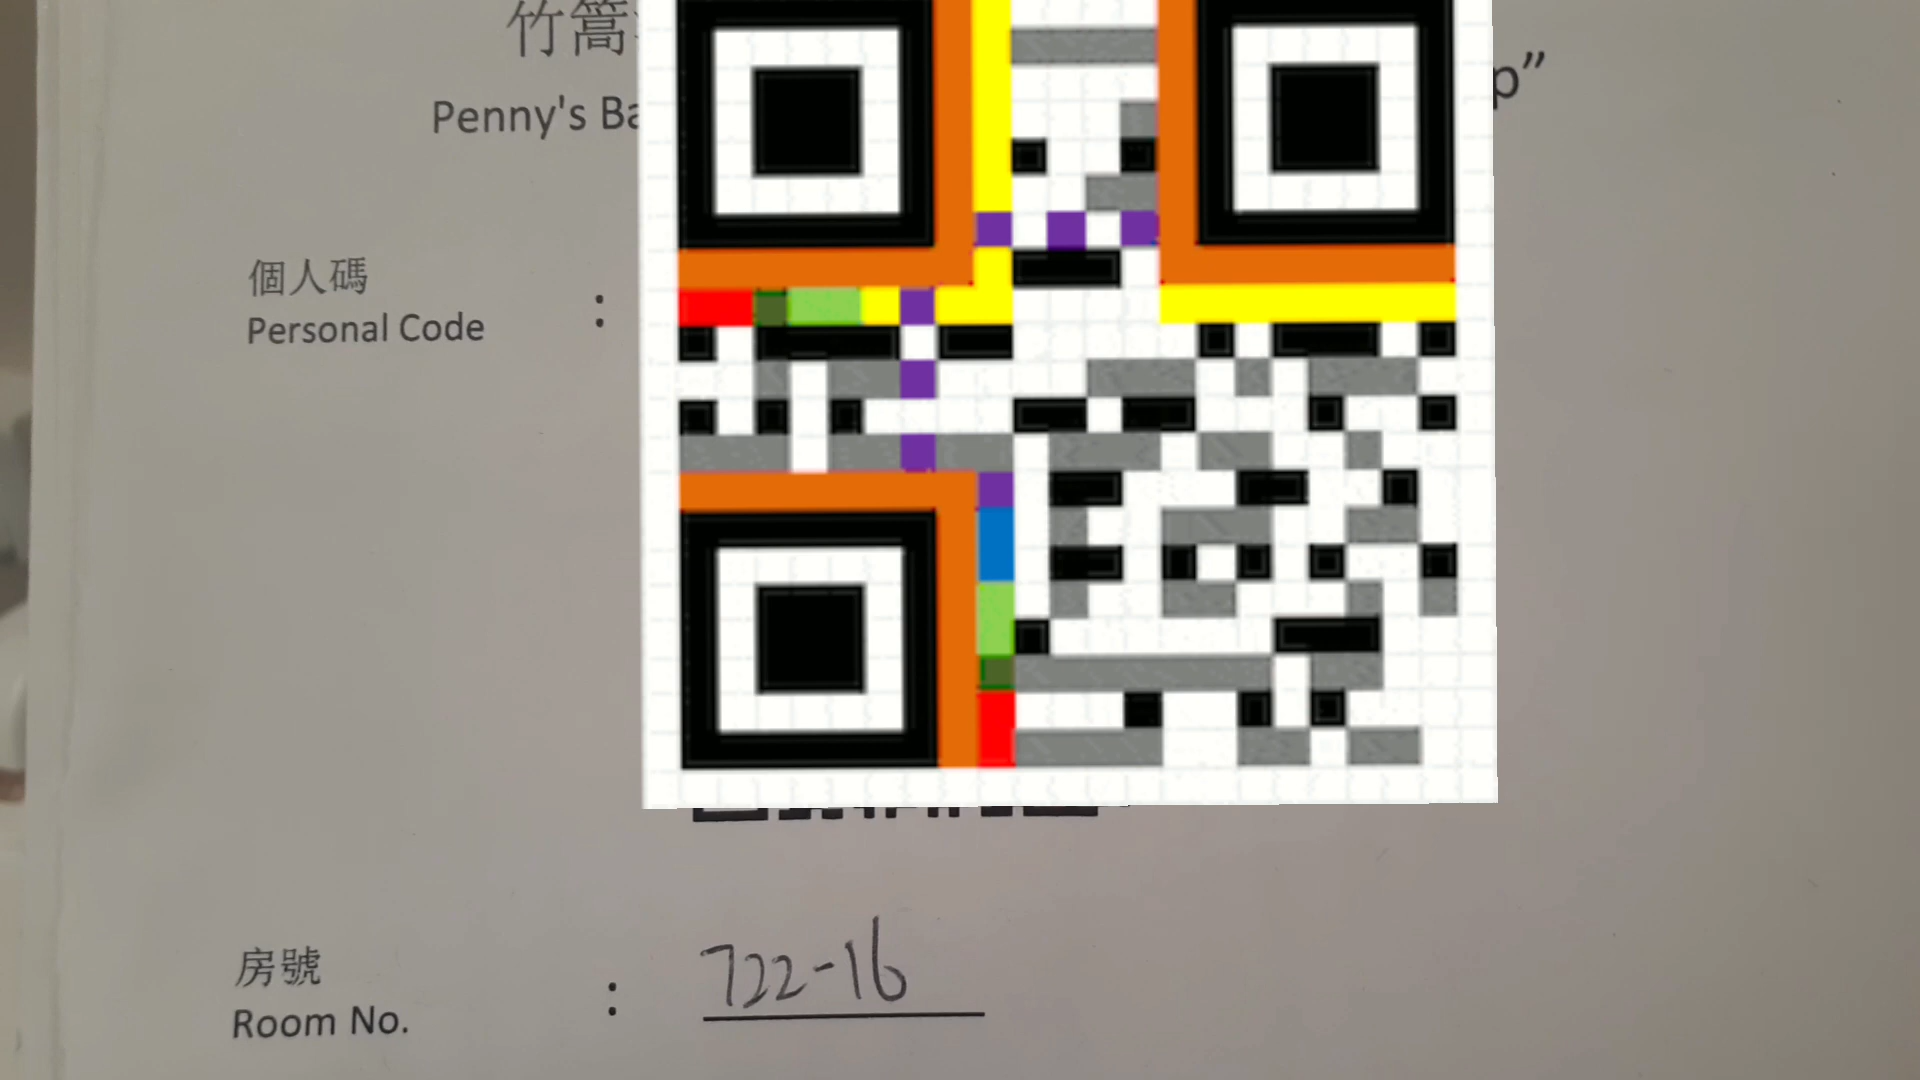 竹篙
Penny's Ba
p”
個人碼
Personal Code :
房號
Room No. : 722-16